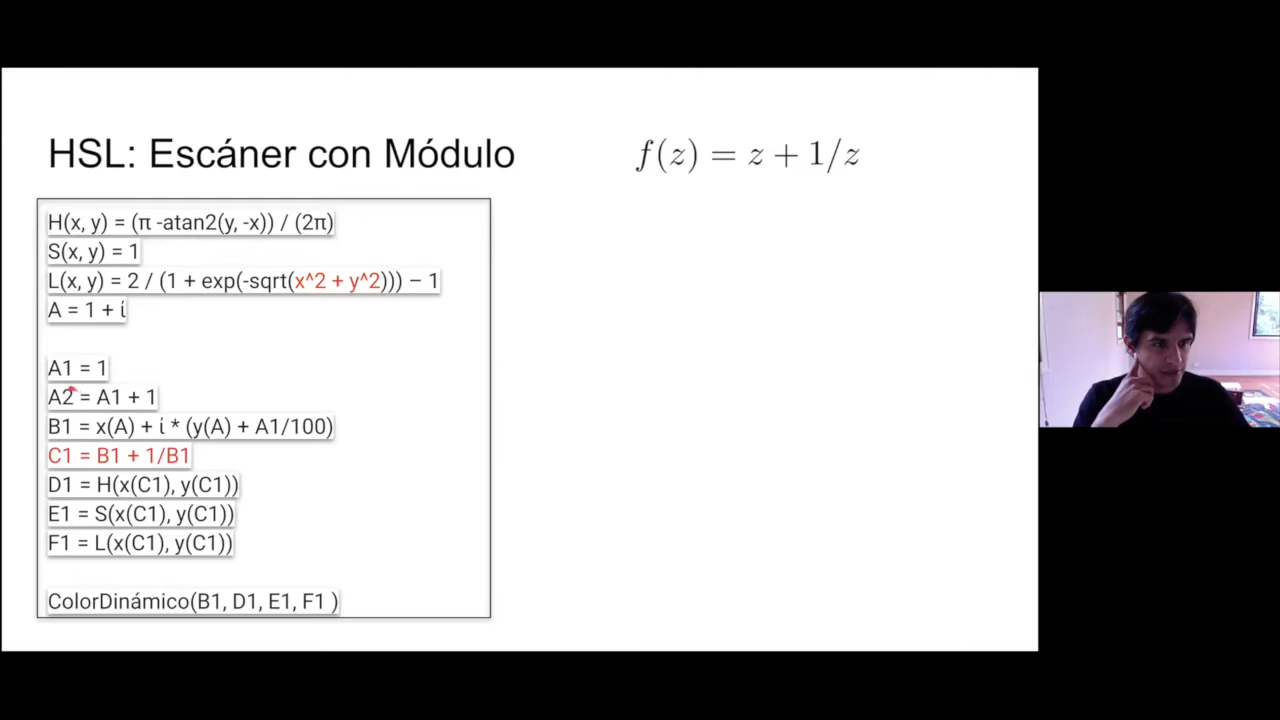 HSL: Escáner con Módulo
f(z) = z + 1/z
H(x, y) = (π -atan2(y, -x)) / (2π)
S(x, y) = 1
L(x, y) = 2 / (1 + exp(-sqrt(x^2 + y^2))) – 1
A = 1 + ί
A1 = 1
A2 = A1 + 1
B1 = x(A) + ί * (y(A) + A1/100)
C1 = B1 + 1/B1
D1 = H(x(C1), y(C1))
E1 = S(x(C1), y(C1))
F1 = L(x(C1), y(C1))
ColorDinámico(B1, D1, E1, F1 )